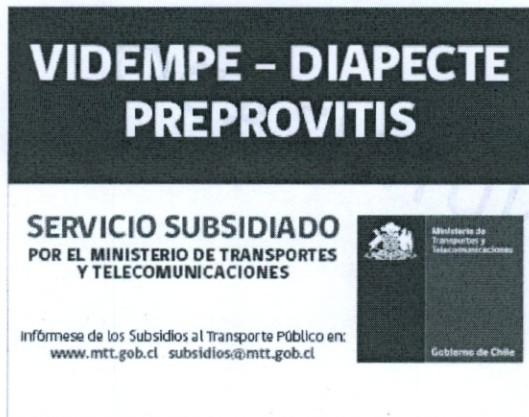 VIDEMPE – DIAPECTE
PREPROVITIS
SERVICIO SUBSIDIADO
POR EL MINISTERIO DE TRANSPORTES
Y TELECOMUNICACIONES
Infórmese de los Subsidios al Transporte Público en:
www.mtt.gob.cl subsidios@mtt.gob.cl
Ministerio de
Transportes y
Telecomunicaciones
Gobierno de Chile